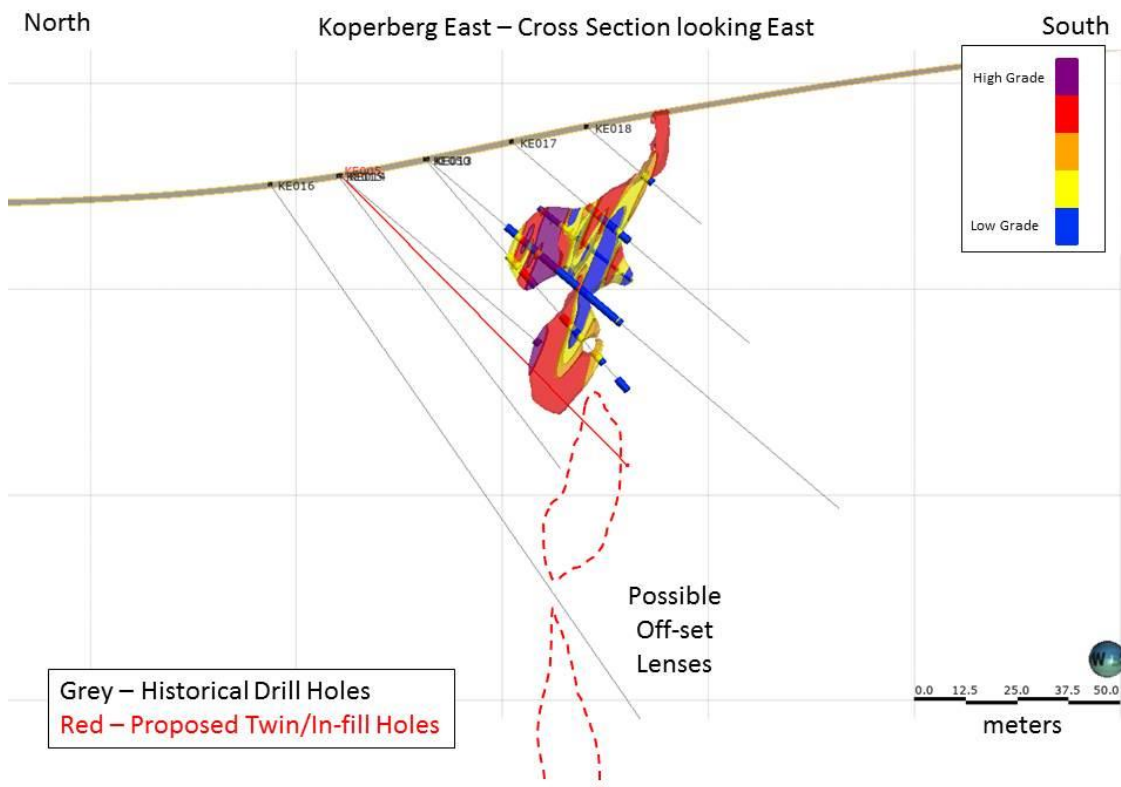 North
Koperberg East – Cross Section looking East
South
High Grade
Low Grade
KE018
KE017
KE016
Possible
Off-set
Lenses
W
Grey – Historical Drill Holes
Red – Proposed Twin/In-fill Holes
0.0 12.5 25.0 37.5 50.0
meters